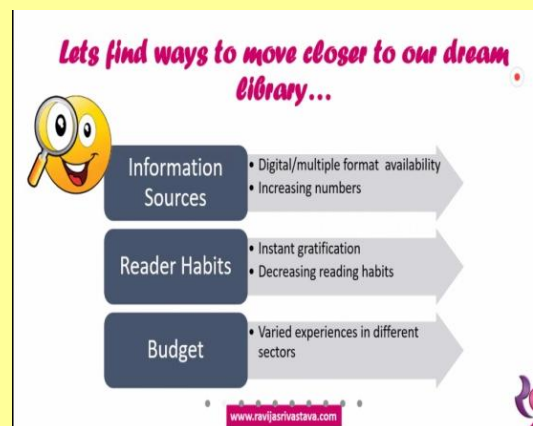 Lets find ways to move closer to our dream
library...
Information
Sources
• Digital/multiple format availability
• Increasing numbers
Reader Habits
• Instant gratification
• Decreasing reading habits
Budget
• Varied experiences in different
sectors
www.ravijasrivastava.com